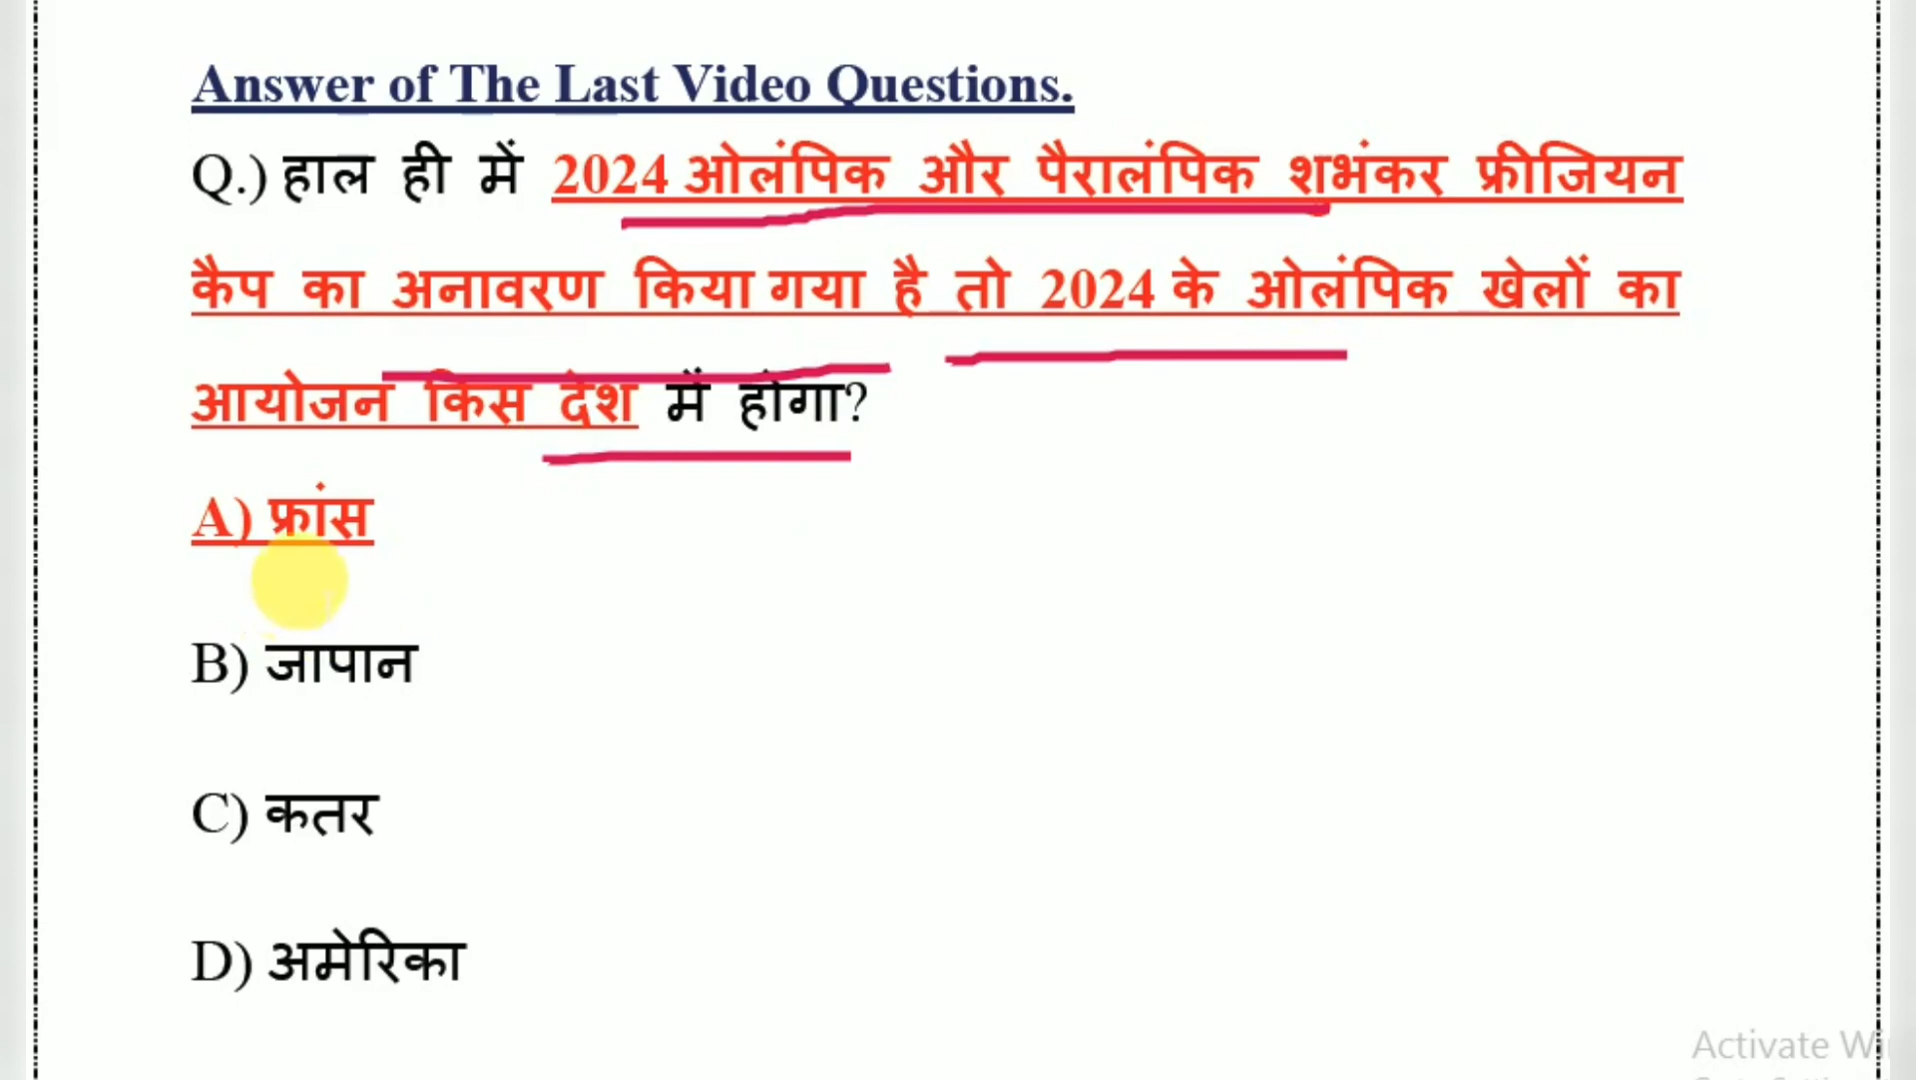 Answer of The Last Video Questions.
Q.) हाल ही में 2024 ओलंपिक और पैरालंपिक शभंकर फ्रीजियन
कैप का अनावरण किया गया है तो 2024 के ओलंपिक खेलों का
आयोजन किस देश में होगा?
A) फ्रांस
B) जापान
C) कतर
D) अमेरिका
Activate Wi